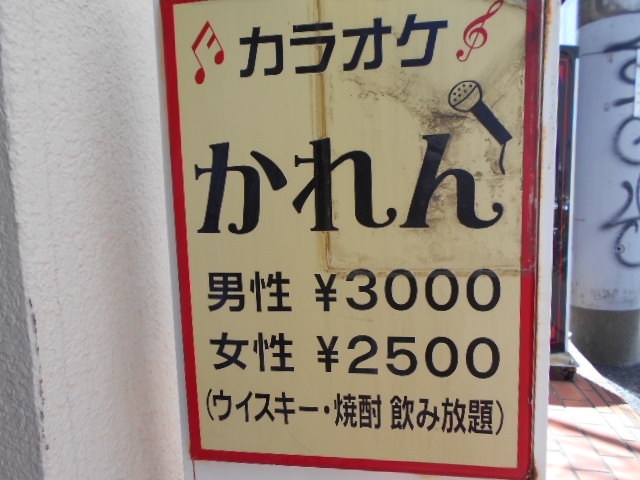 カラオケ
かれん
男性 ¥3000
女性 ¥2500
(ウイスキー・焼酎 飲み放題)